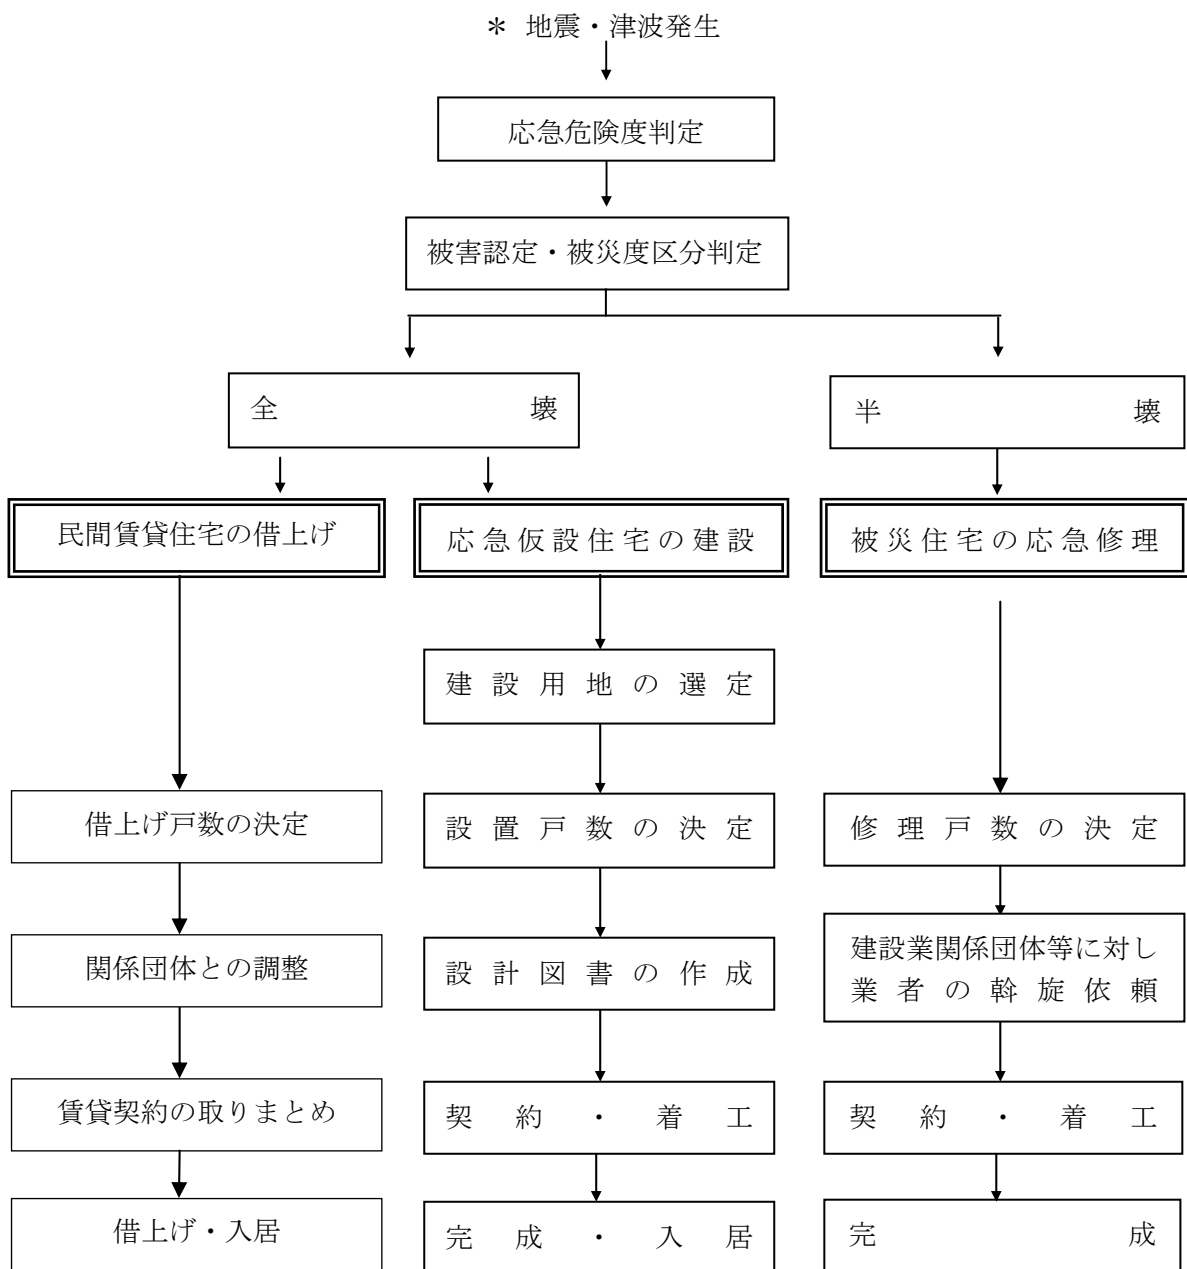 ＊ 地震・津波発生
応急危険度判定
被害認定・被災度区分判定
全壊
半壊
民間賃貸住宅の借上げ
応急仮設住宅の建設
被災住宅の応急修理
建設用地の選定
借上げ戸数の決定
設置戸数の決定
修理戸数の決定
関係団体との調整
設計図書の作成
建設業関係団体等に対し
業者の斡旋依頼
賃貸契約の取りまとめ
契約・着工
契約・着工
借上げ・入居
完成・入居
完成